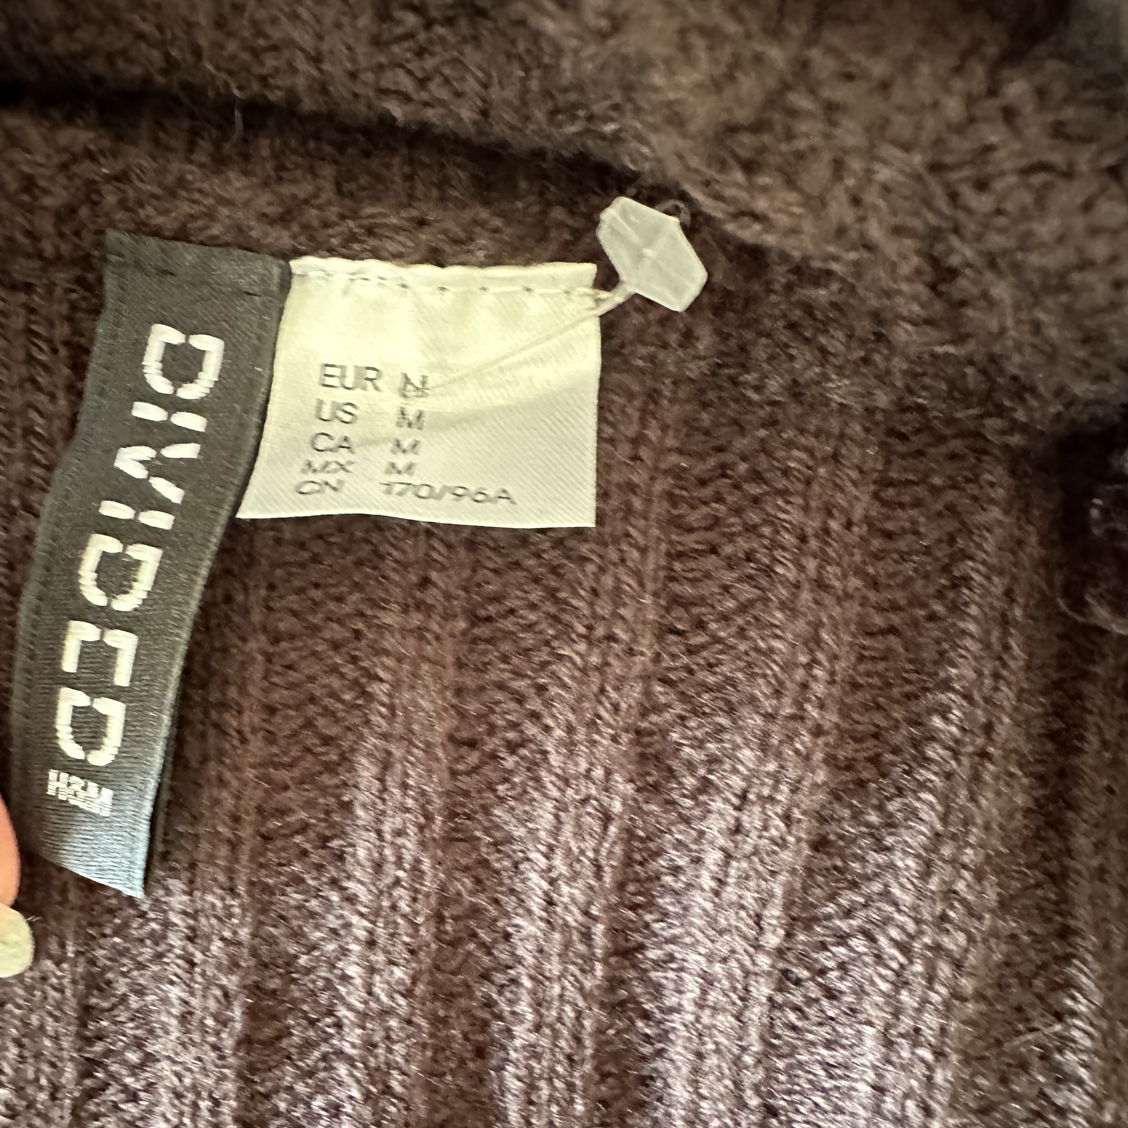 DIVIDED
H&M
EUR M
US M
CA M
MX M
CN 170/96A